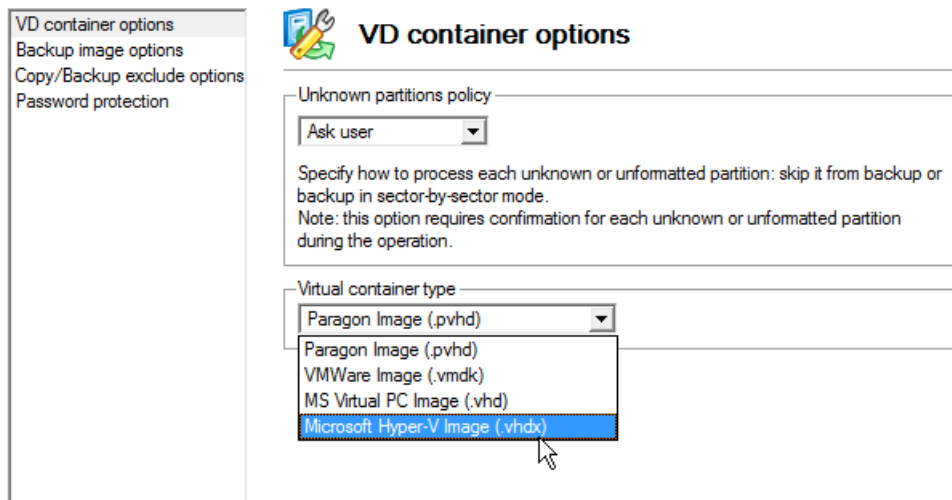 VD container options
Backup image options
Copy/Backup exclude options
Password protection
VD container options
Unknown partitions policy
Ask user
Specify how to process each unknown or unformatted partition: skip it from backup or
backup in sector-by-sector mode.
Note: this option requires confirmation for each unknown or unformatted partition
during the operation.
Virtual container type
Paragon Image (.pvhd)
Paragon Image (.pvhd)
VMWare Image (.vmdk)
MS Virtual PC Image (.vhd)
Microsoft Hyper-V Image (.vhdx)